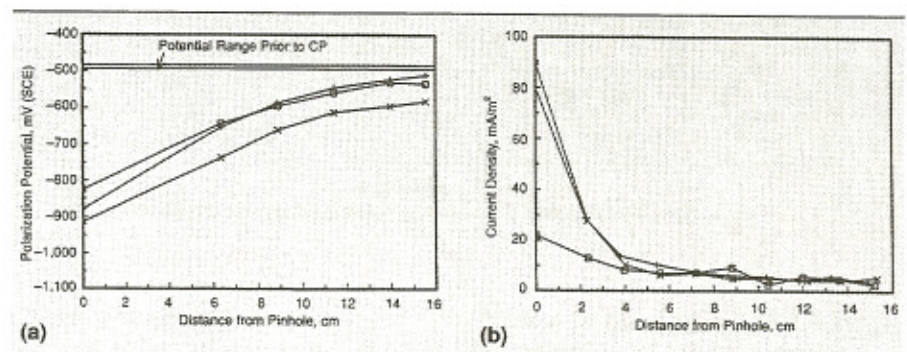 -400
-500
-600
-700
-800
-900
-1.000
-1,100
Polarization Potential, mV (SCE)
Potential Range Prior to CP
0 2 4 6 8 10 12 14 16
Distance from Pinhole, cm
(a)
100
80
60
40
20
0
Current Density, mA/m²
0 2 4 6 8 10 12 14 16
Distance from Pinhole, cm
(b)